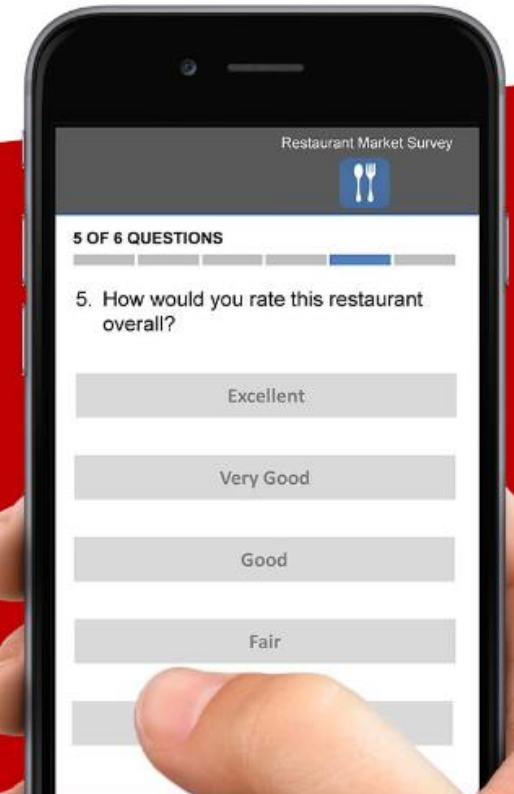 Restaurant Market Survey
5 OF 6 QUESTIONS
5. How would you rate this restaurant
overall?
Excellent
Very Good
Good
Fair